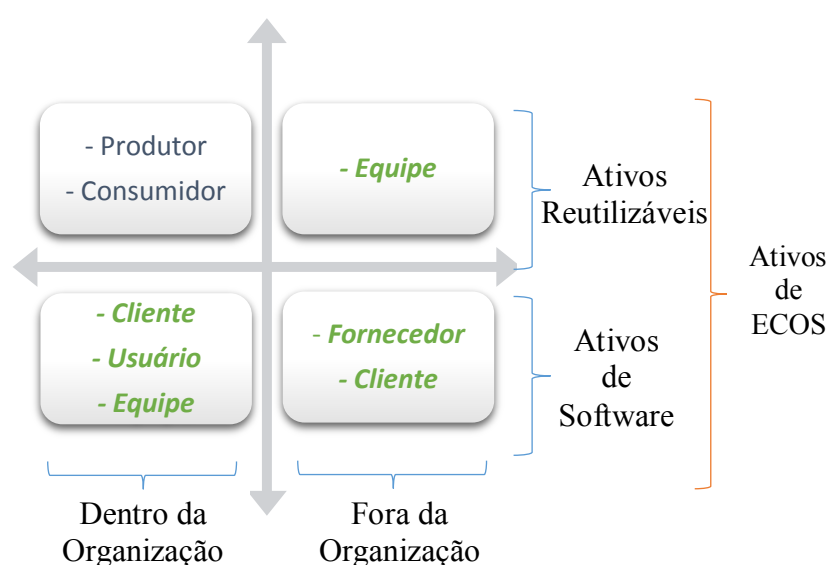 - Produtor
- Consumidor
- Equipe
Ativos
Reutilizáveis
- Cliente
- Usuário
- Equipe
- Fornecedor
- Cliente
Ativos
de
Software
Ativos
de
ECOS
Dentro da
Organização
Fora da
Organização